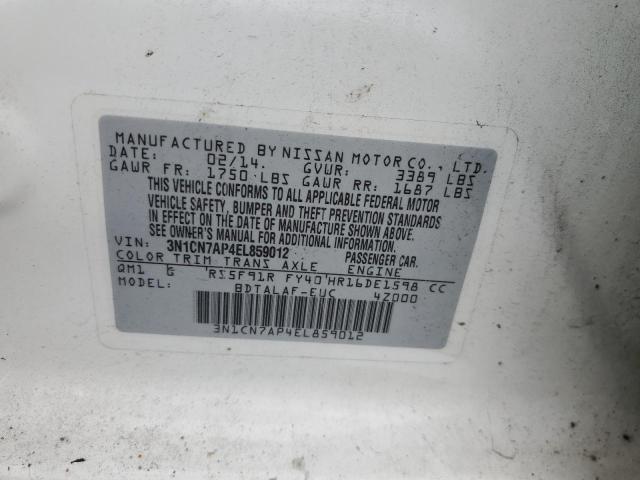 MANUFACTURED BY NISSAN MOTOR CO., LTD.
DATE: 02/14. GVWR: 3389 LBS
GAWR FR: 1750 LBS GAWR RR: 1687 LBS
THIS VEHICLE CONFORMS TO ALL APPLICABLE FEDERAL MOTOR
VEHICLE SAFETY, BUMPER AND THEFT PREVENTION STANDARDS
IN EFFECT ON THE DATE OF MANUFACTURE SHOWN ABOVE.
SEE OWNER'S MANUAL FOR ADDITIONAL INFORMATION.
VIN: 3N1CN7AP4EL859012 PASSENGER CAR.
COLOR TRIM TRANS AXLE ENGINE
QM1 G RS5F91R FY40 HR16DE1598 CC
MODEL: BDTALAF-EUC 4Z000
3N1CN7AP4EL859012